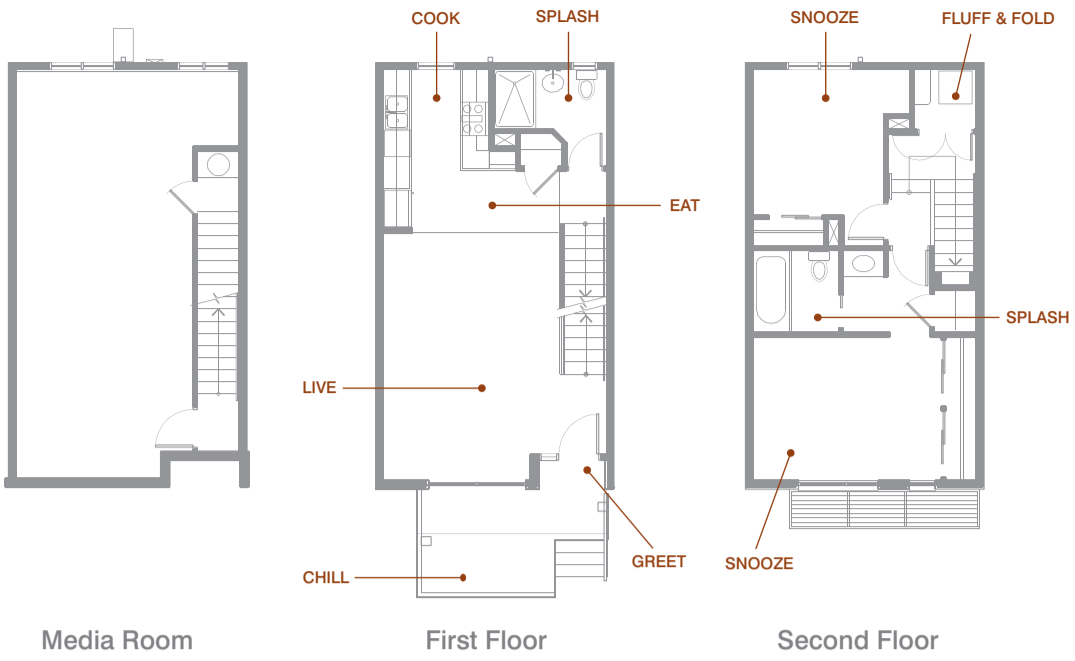 COOK
SPLASH
SNOOZE
FLUFF & FOLD
EAT
SPLASH
LIVE
GREET
SNOOZE
CHILL
Media Room
First Floor
Second Floor